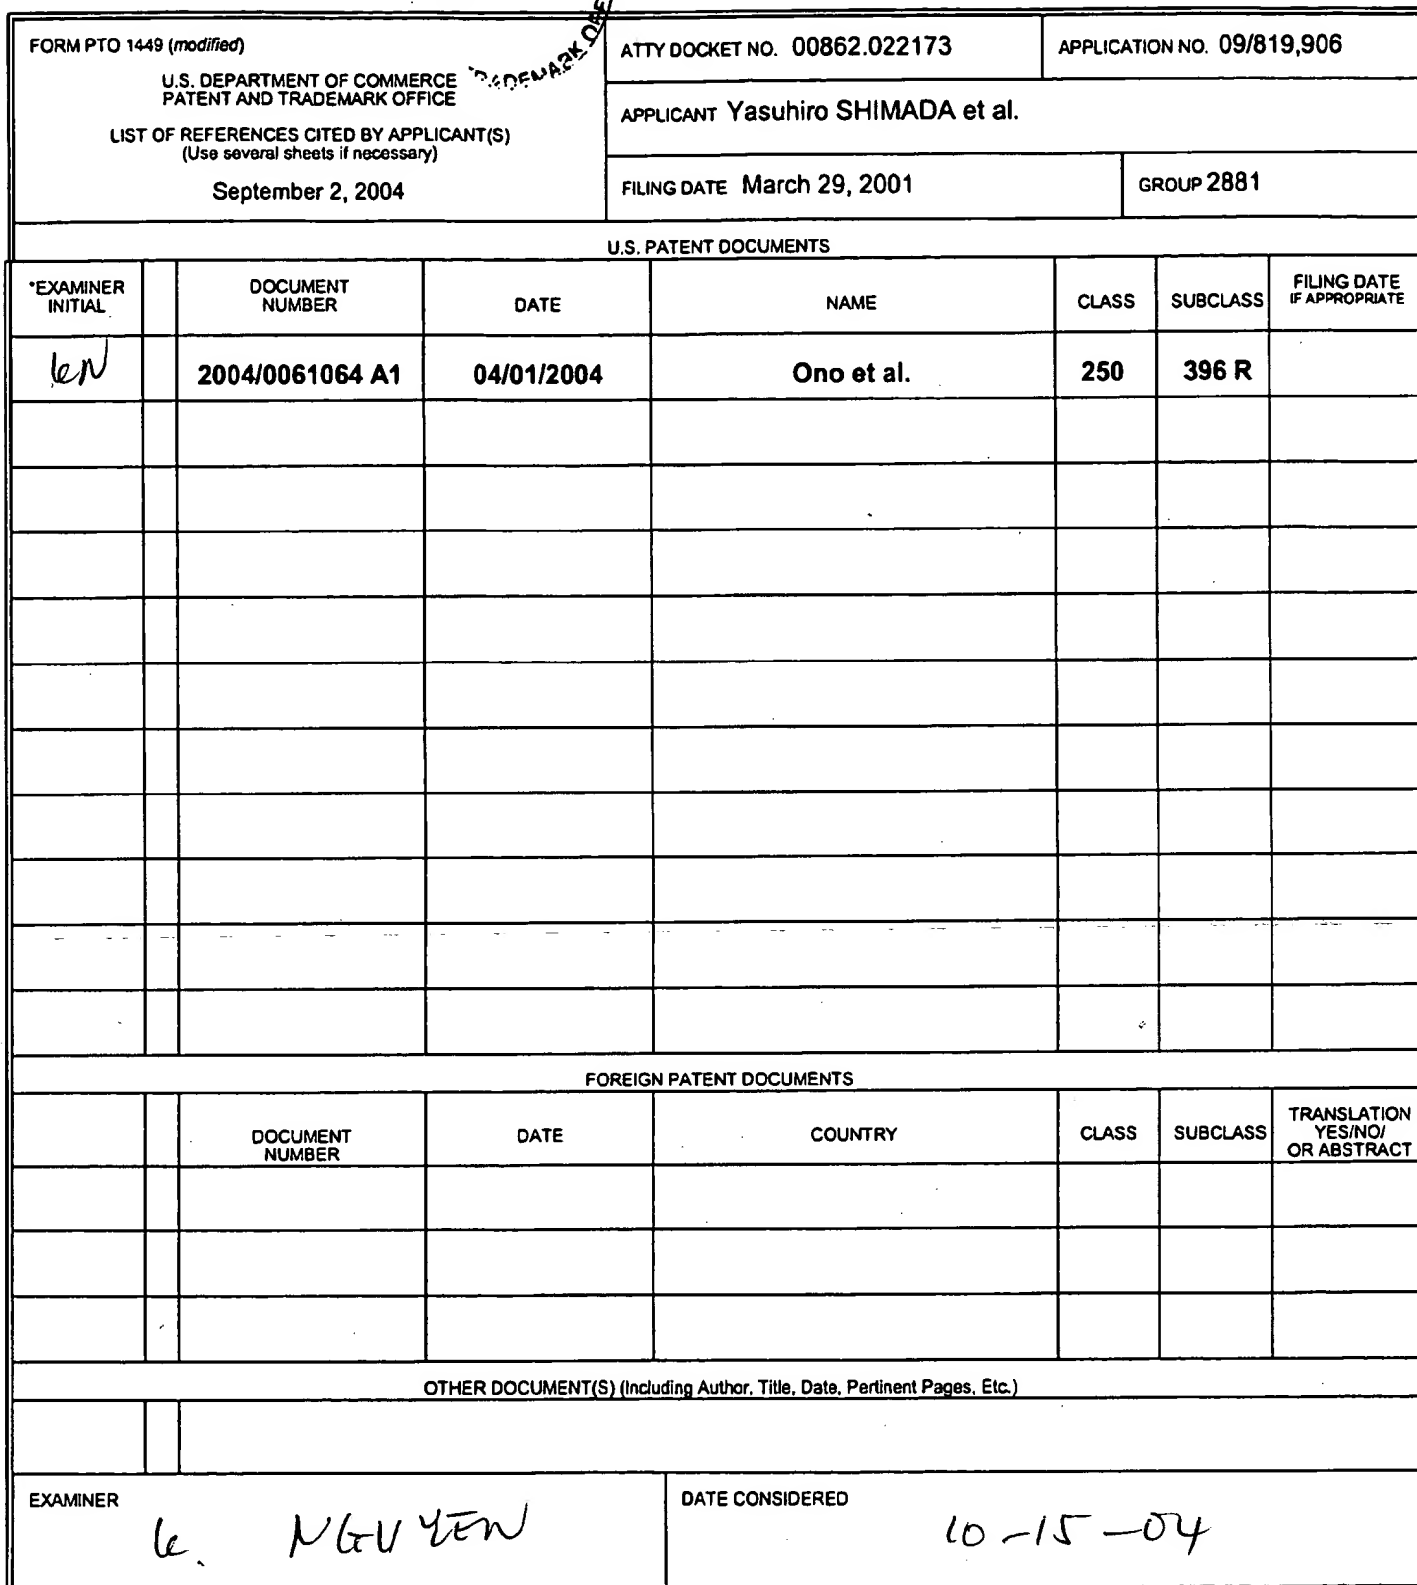 FORM PTO 1449 (modified)
U.S. DEPARTMENT OF COMMERCE
PATENT AND TRADEMARK OFFICE
LIST OF REFERENCES CITED BY APPLICANT(S)
(Use several sheets if necessary)
September 2, 2004
ATTY DOCKET NO. 00862.022173
APPLICATION NO. 09/819,906
APPLICANT Yasuhiro SHIMADA et al.
FILING DATE March 29, 2001
GROUP 2881
U.S. PATENT DOCUMENTS
*EXAMINER
INITIAL
DOCUMENT
NUMBER
DATE
NAME
CLASS
SUBCLASS
FILING DATE
IF APPROPRIATE
2004/0061064 A1
04/01/2004
Ono et al.
250
396 R
FOREIGN PATENT DOCUMENTS
DOCUMENT
NUMBER
DATE
COUNTRY
CLASS
SUBCLASS
TRANSLATION
YES/NO/
OR ABSTRACT
OTHER DOCUMENT(S) (Including Author, Title, Date, Pertinent Pages, Etc.)
EXAMINER
NGUYEN
DATE CONSIDERED
10-15-04